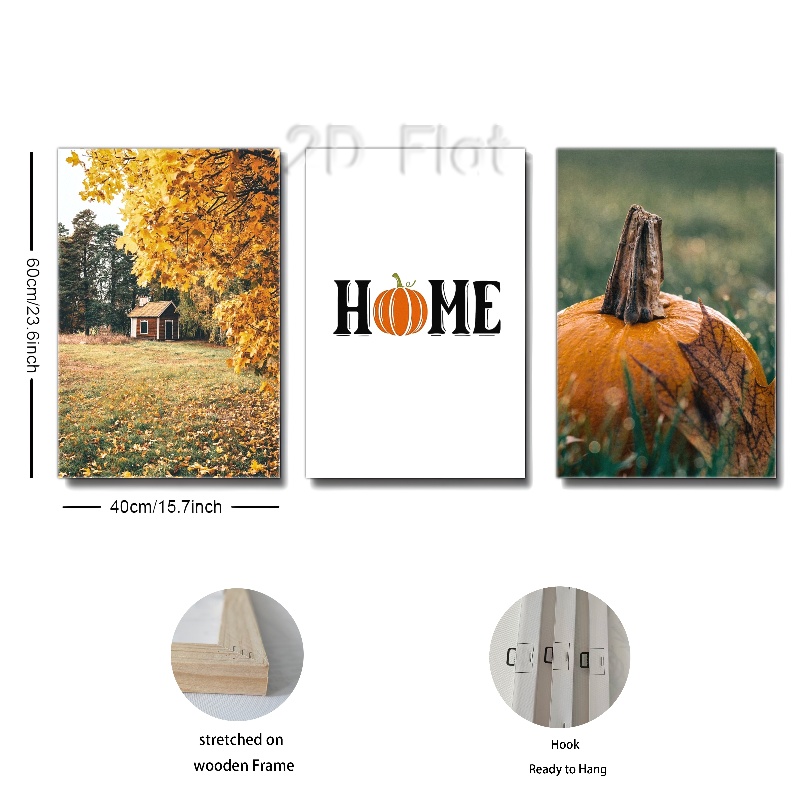 2D Flat
60cm/23.6inch
HOME
40cm/15.7inch
stretched on
wooden Frame
Hook
Ready to Hang